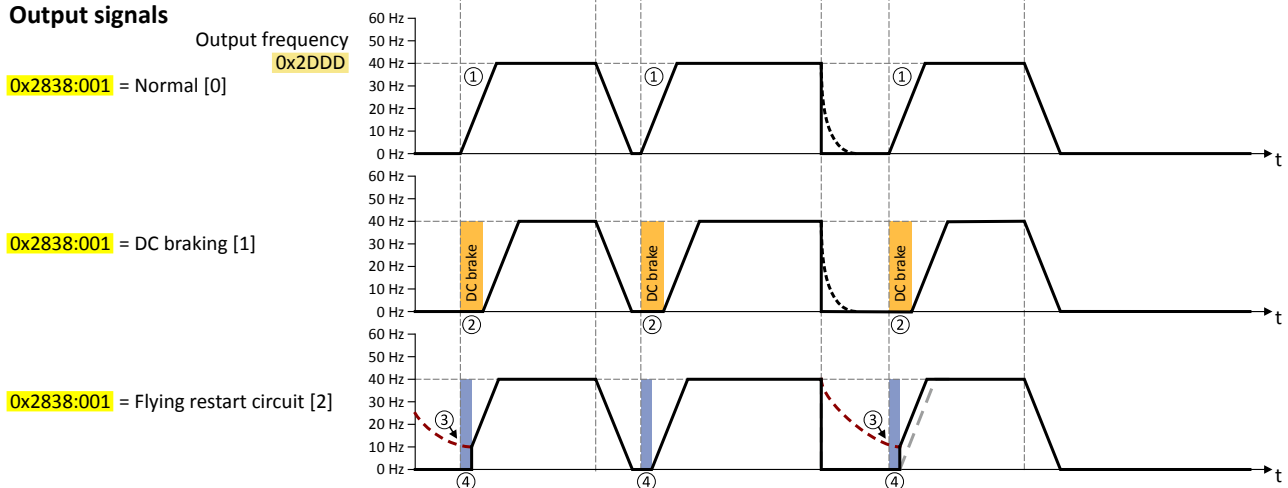 Output signals
Output frequency
0x2DDD
0x2838:001 = Normal [0]
60 Hz
50 Hz
40 Hz
30 Hz
20 Hz
10 Hz
0 Hz
① ① ①
t
0x2838:001 = DC braking [1]
60 Hz
50 Hz
40 Hz
30 Hz
20 Hz
10 Hz
0 Hz
DC brake
DC brake
DC brake
② ② ②
t
0x2838:001 = Flying restart circuit [2]
60 Hz
50 Hz
40 Hz
30 Hz
20 Hz
10 Hz
0 Hz
③ ③
④ ④ ④
t